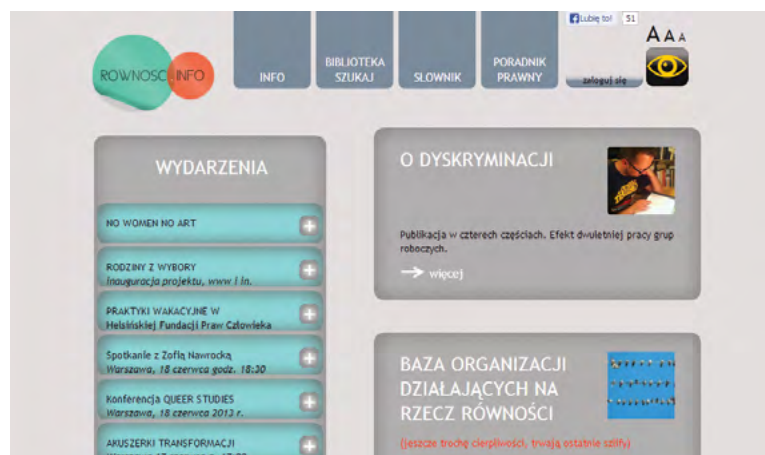 Lubię to!
51
A A A
ROWNOSC.INFO
INFO
BIBLIOTEKA
SZUKAJ
SŁOWNIK
PORADNIK
PRAWNY
zaloguj się
WYDARZENIA
NO WOMEN NO ART
RODZINY Z WYBORY
Inauguracja projektu, www i in.
PRAKTYKI WAKACYJNE W
Helsińskiej Fundacji Praw Człowieka
Spotkanie z Zofią Nawrocką
Warszawa, 18 czerwca godz. 18:30
Konferencja QUEER STUDIES
Warszawa, 18 czerwca 2013 r.
AKUSZERKI TRANSFORMACJI
O DYSKRYMINACJI
Publikacja w czterech częściach. Efekt dwuletniej pracy grup
roboczych.
więcej
BAZA ORGANIZACJI
DZIAŁAJĄCYCH NA
RZECZ RÓWNOŚCI
(jeszcze trochę cierpliwości, trwają ostatnie szlify)